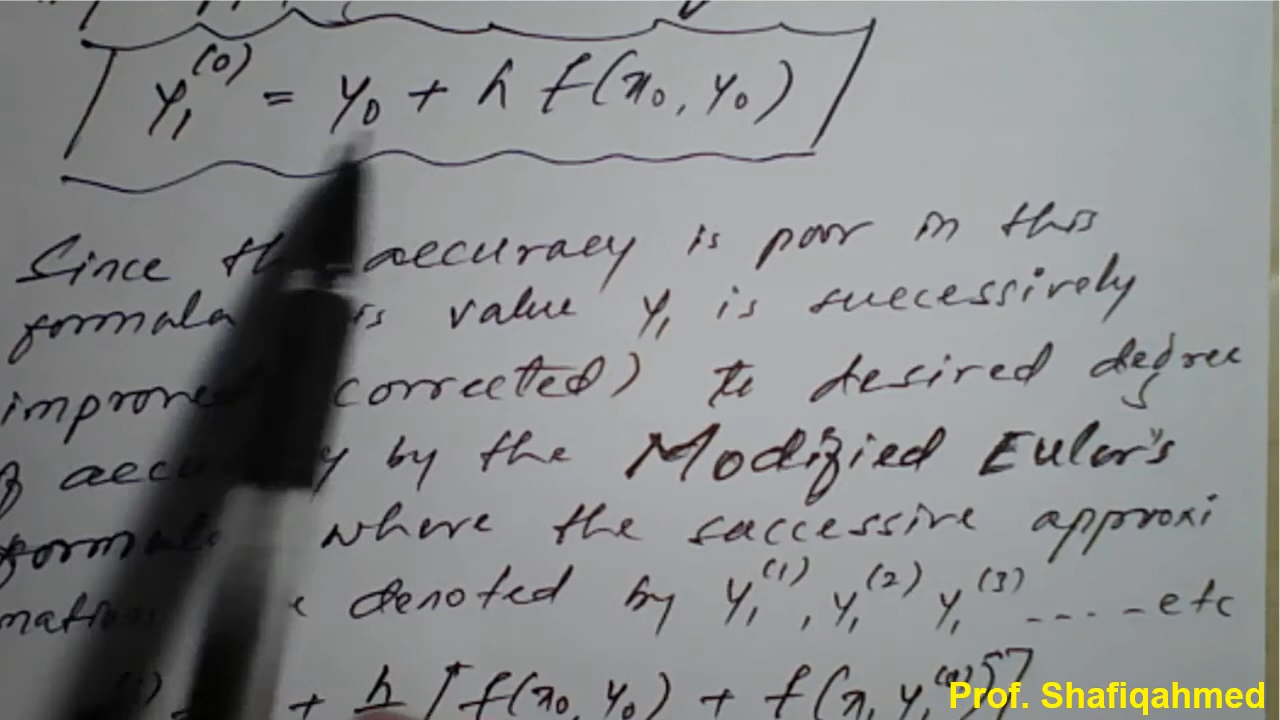 y₁⁽⁰⁾ = y₀ + h f(x₀, y₀)
Since accuracy is poor in this
formula value y₁ is successively
corrected) to desired degree
by the Modified Euler's
where the successive approxi
denoted by y₁⁽¹⁾, y₁⁽²⁾ y₁⁽³⁾ ----- etc
+ h [f(x₀, y₀) + f(x₁ y₁⁽⁰⁾)]
Prof. Shafiqahmed